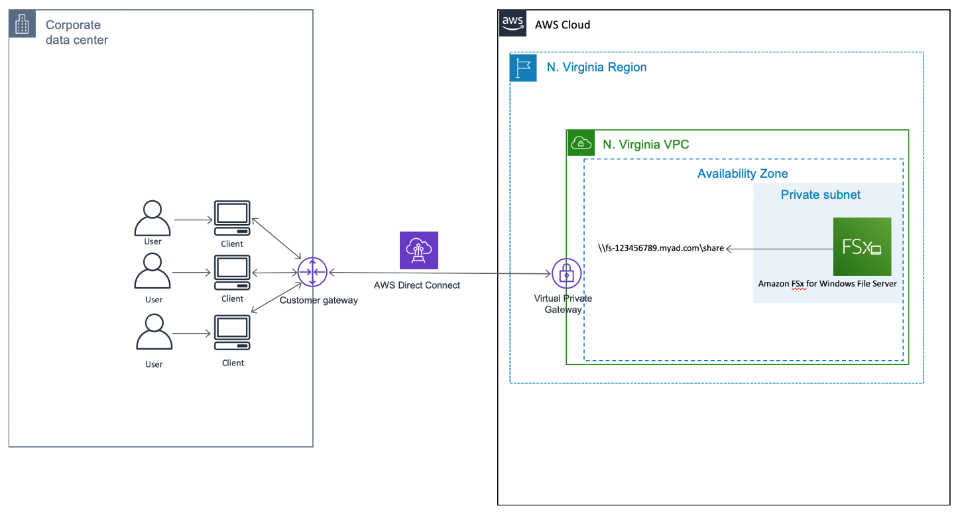 Corporate
data center
aws
AWS Cloud
N. Virginia Region
N. Virginia VPC
Availability Zone
Private subnet
User
Client
\\fs-123456789.myad.com\share
FSx
User
Client
Customer gateway
AWS Direct Connect
Virtual Private
Gateway
Amazon FSx for Windows File Server
User
Client